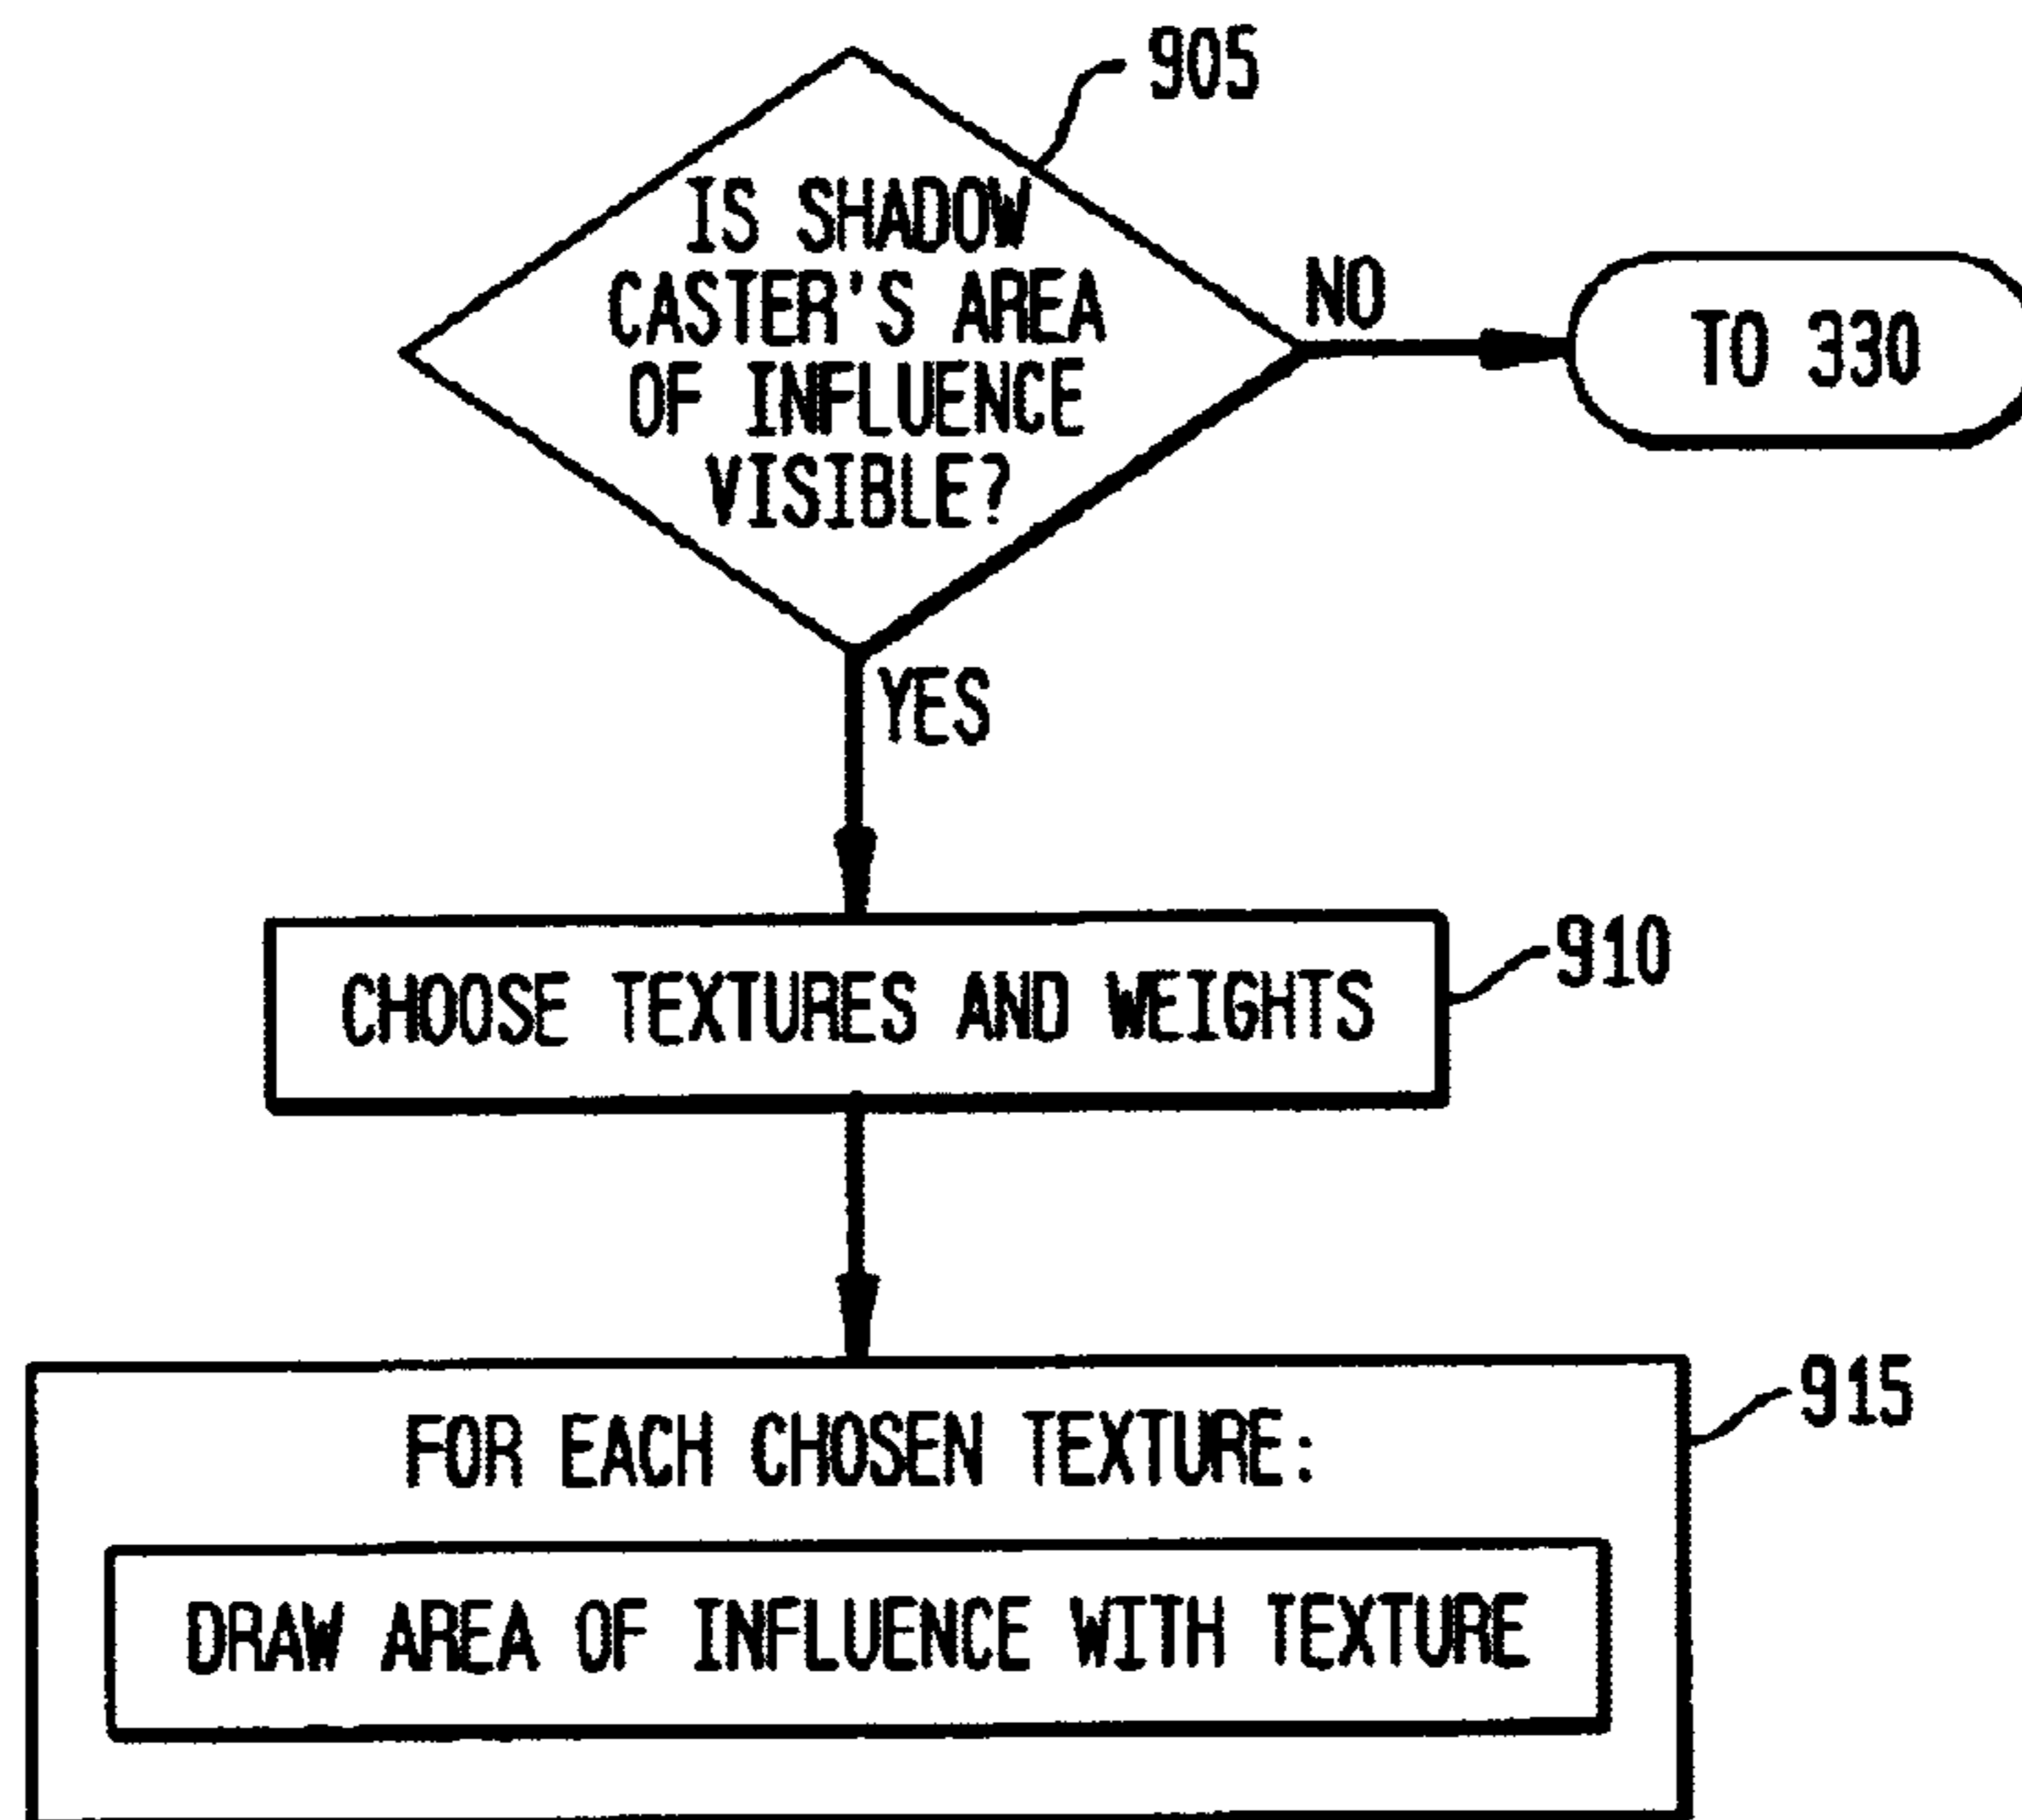 905
IS SHADOW
CASTER'S AREA
OF INFLUENCE
VISIBLE?
NO
TO 330
YES
CHOOSE TEXTURES AND WEIGHTS
910
915
FOR EACH CHOSEN TEXTURE:
DRAW AREA OF INFLUENCE WITH TEXTURE